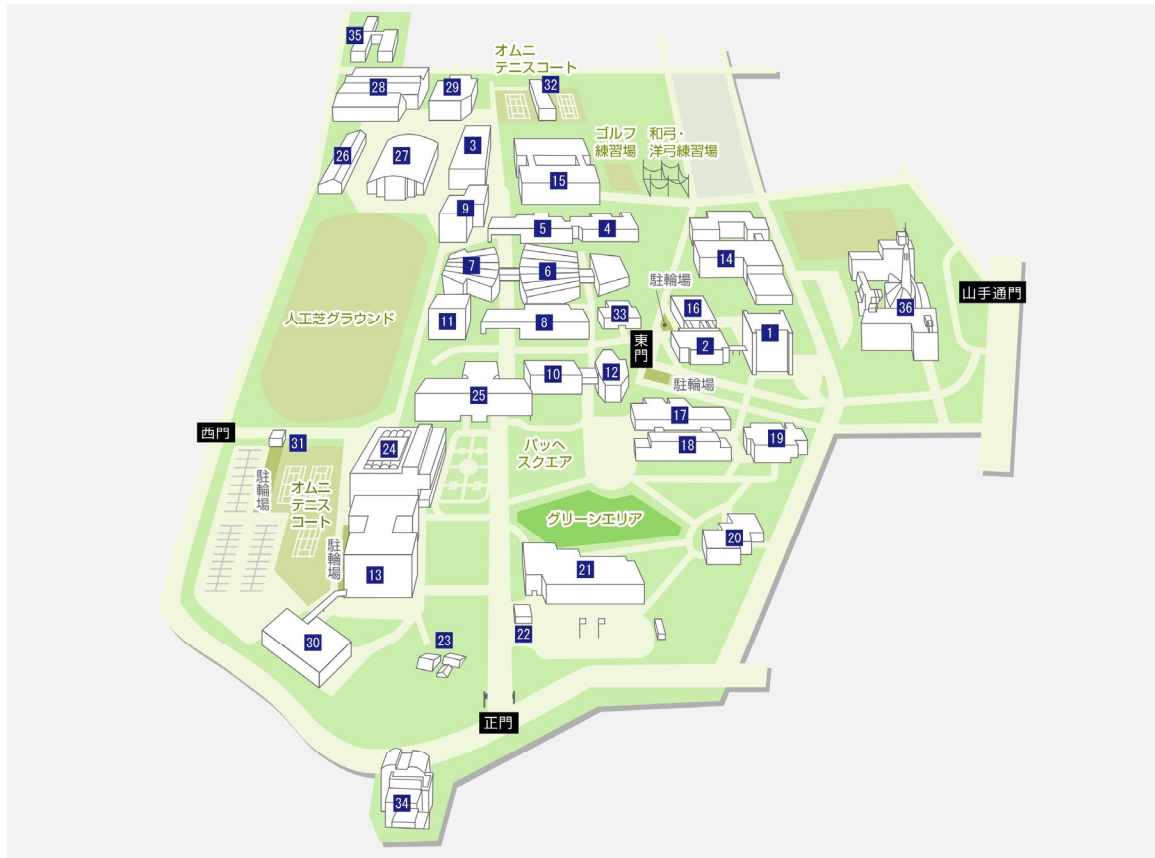 35
オムニ
テニスコート
28
29
32
3
ゴルフ
練習場
和弓・
洋弓練習場
26
27
15
9
5
4
7
6
14
駐輪場
山手通門
人工芝グラウンド
11
8
33
16
36
東門
2
1
10
12
25
駐輪場
17
西門
31
24
バッヘ
スクエア
18
19
駐輪場
オムニ
テニス
コート
グリーンエリア
20
駐輪場
13
21
30
23
22
正門
34